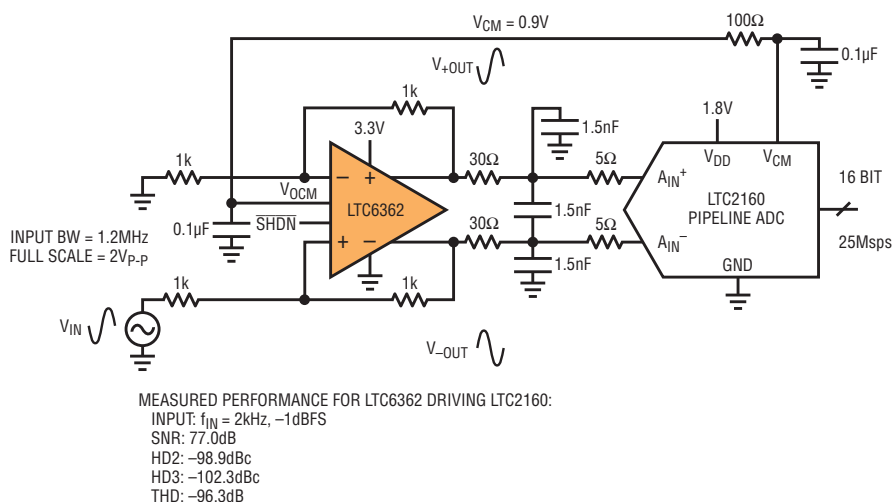 V_CM = 0.9V
100Ω
0.1µF
V_+OUT
1k
1.5nF
1.8V
3.3V
1k
30Ω
5Ω
V_DD
V_CM
A_IN^+
16 BIT
V_OCM
− +
LTC6362
LTC2160
PIPELINE ADC
0.1µF
SHDN
1.5nF
INPUT BW = 1.2MHz
FULL SCALE = 2V_P-P
+ −
30Ω
5Ω
A_IN^−
25Msps
1.5nF
GND
1k
1k
V_IN
V_−OUT
MEASURED PERFORMANCE FOR LTC6362 DRIVING LTC2160:
INPUT: f_IN = 2kHz, −1dBFS
SNR: 77.0dB
HD2: −98.9dBc
HD3: −102.3dBc
THD: −96.3dB